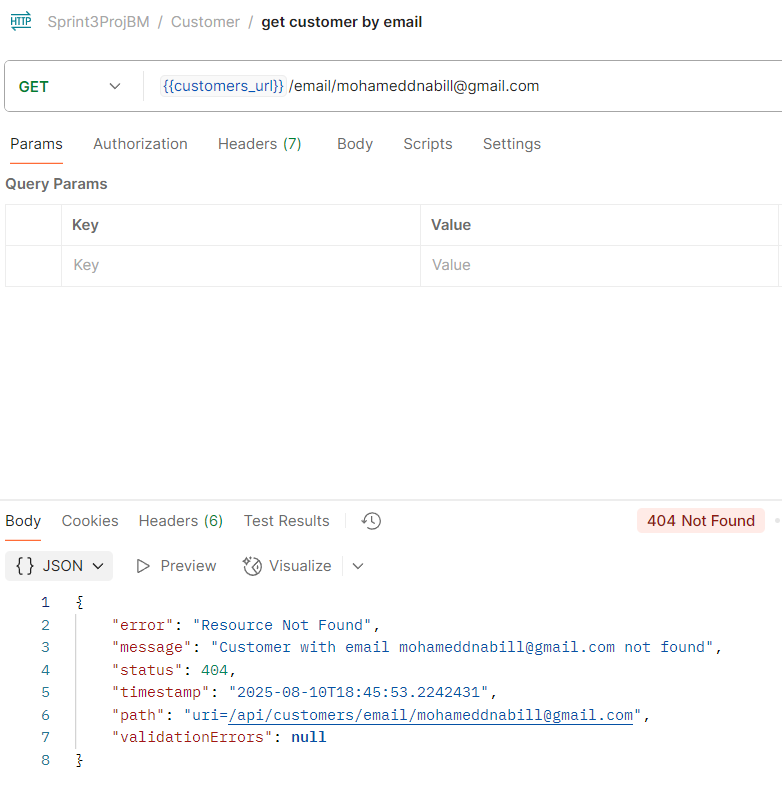 HTTP Sprint3ProjBM / Customer / get customer by email
GET {{customers_url}} /email/mohameddnabill@gmail.com
Params Authorization Headers (7) Body Scripts Settings
Query Params
Key Value
Key Value
Body Cookies Headers (6) Test Results 404 Not Found
{} JSON Preview Visualize
1 {
2 "error": "Resource Not Found",
3 "message": "Customer with email mohameddnabill@gmail.com not found",
4 "status": 404,
5 "timestamp": "2025-08-10T18:45:53.2242431",
6 "path": "uri=/api/customers/email/mohameddnabill@gmail.com",
7 "validationErrors": null
8 }